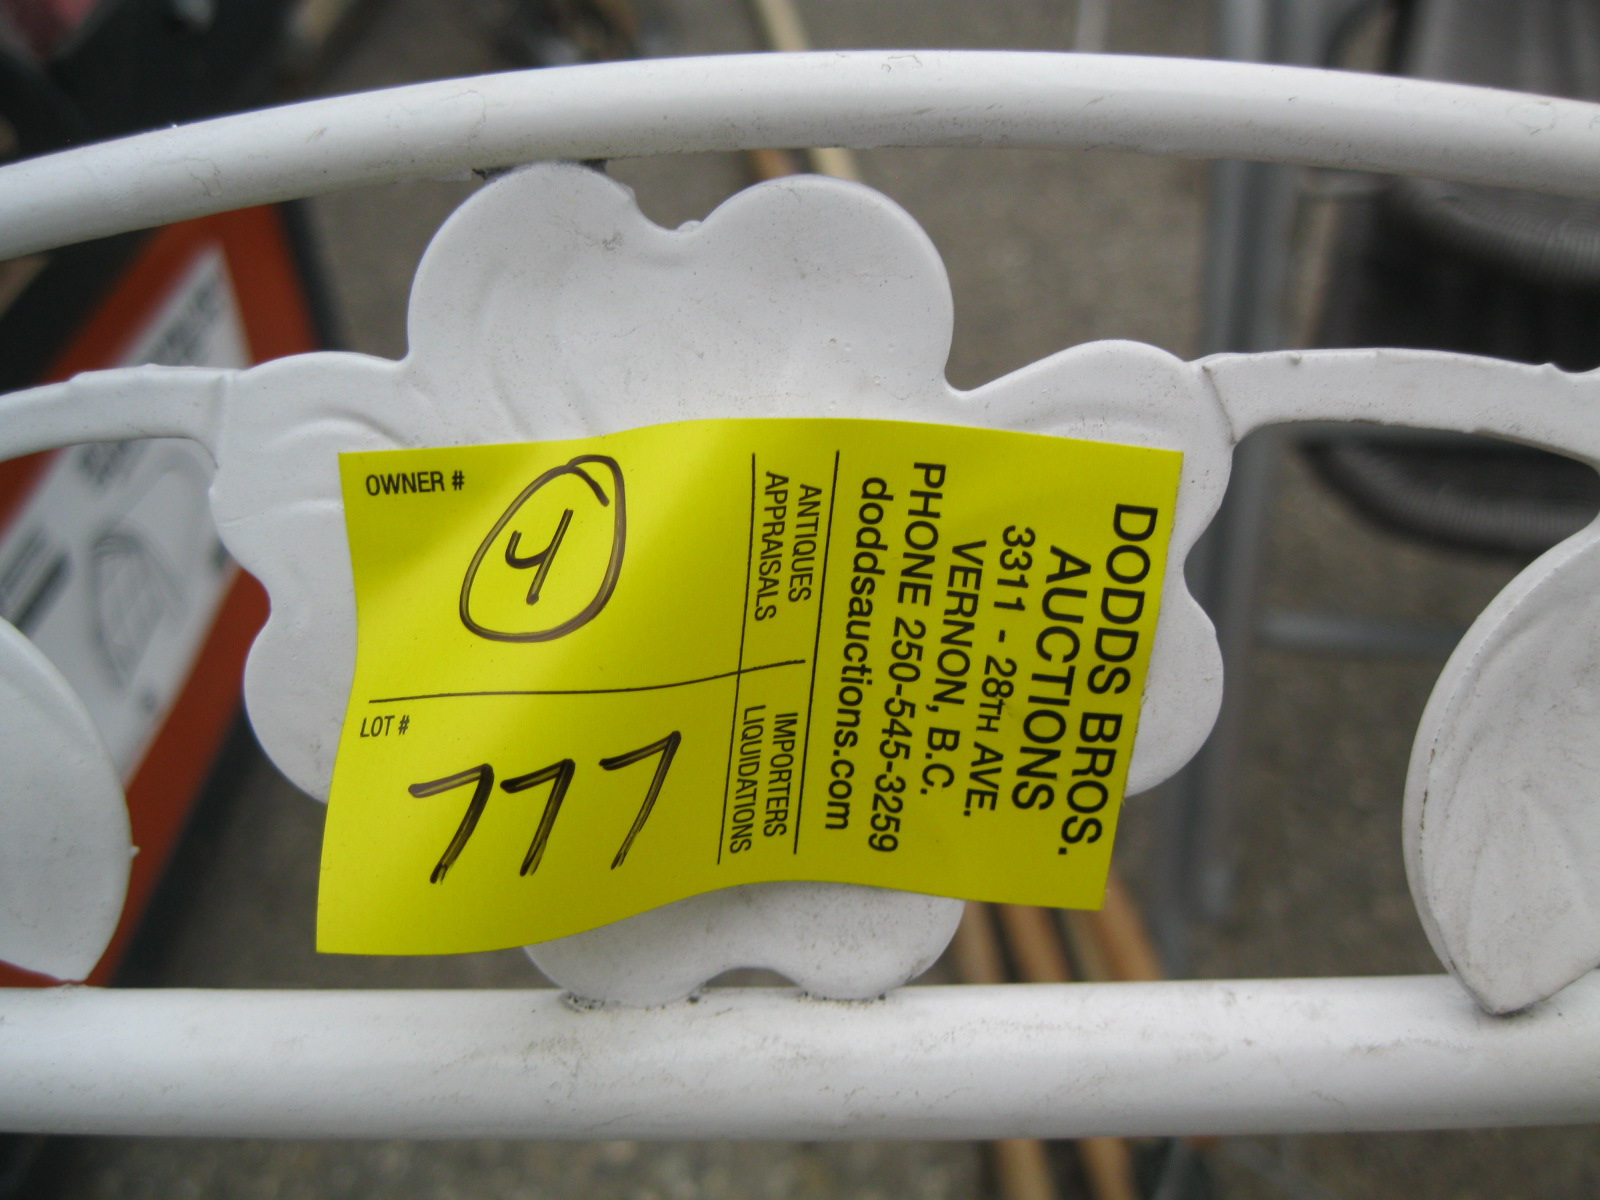 DODDS BROS.
AUCTIONS
3311 - 28TH AVE.
VERNON, B.C.
PHONE 250-545-3259
doddsauctions.com
ANTIQUES IMPORTERS
APPRAISALS LIQUIDATIONS
OWNER #
4
LOT #
777